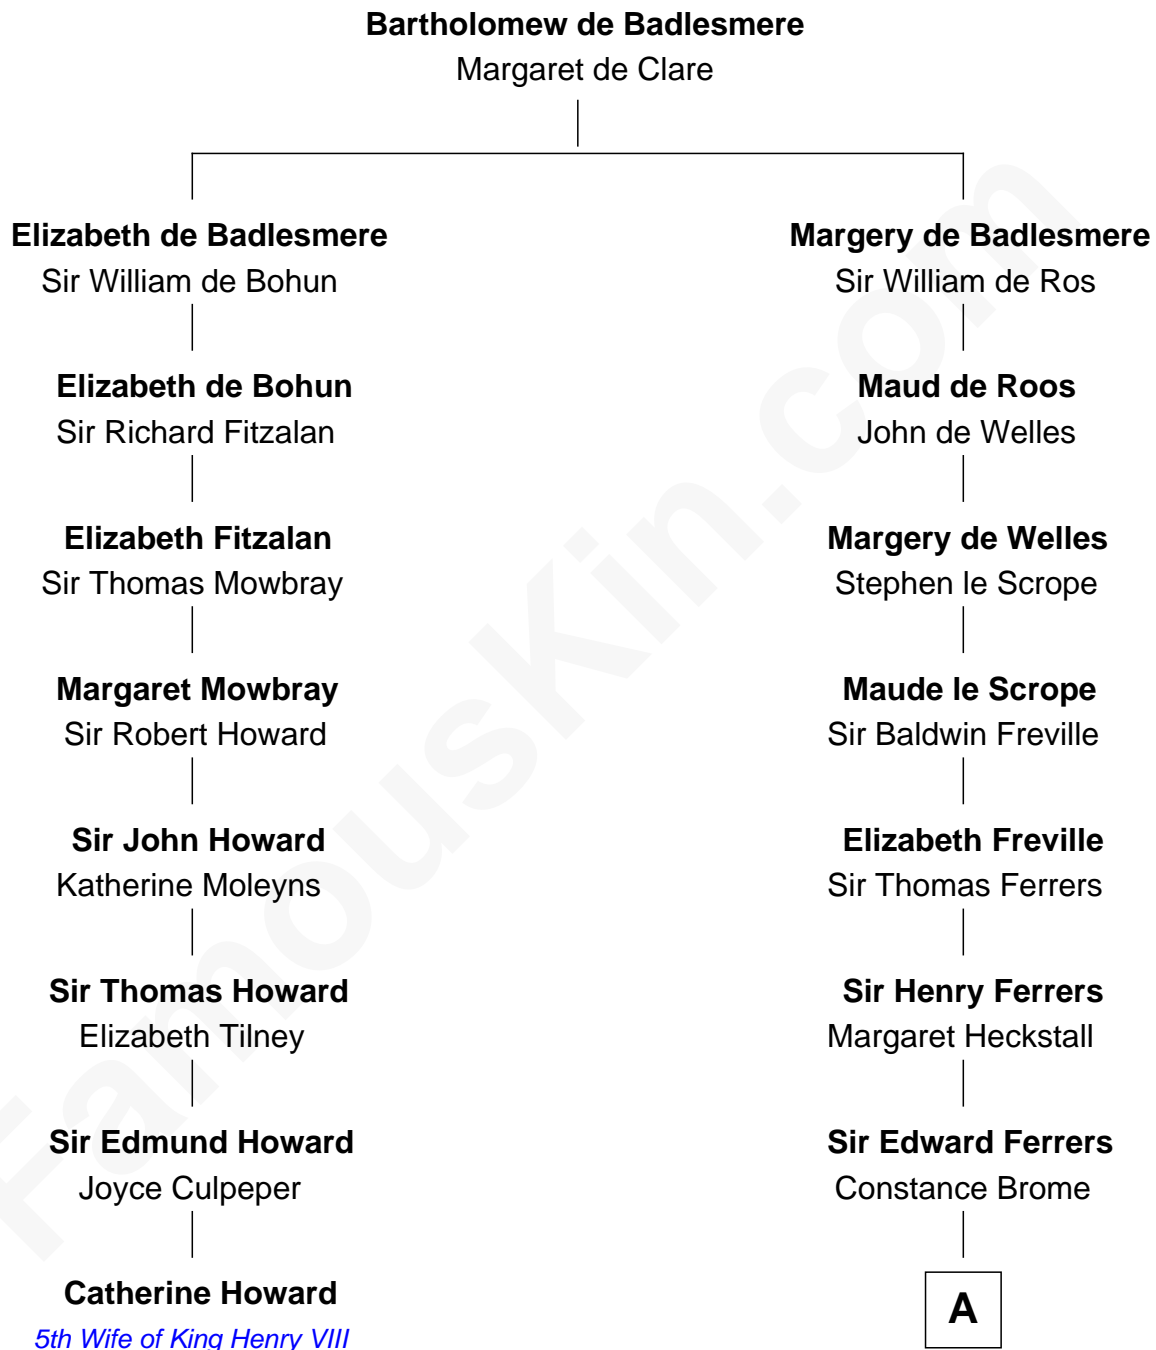 Bartholomew de Badlesmere
Margaret de Clare
Elizabeth de Badlesmere
Sir William de Bohun
Elizabeth de Bohun
Sir Richard Fitzalan
Elizabeth Fitzalan
Sir Thomas Mowbray
Margaret Mowbray
Sir Robert Howard
Sir John Howard
Katherine Moleyns
Sir Thomas Howard
Elizabeth Tilney
Sir Edmund Howard
Joyce Culpeper
Catherine Howard
5th Wife of King Henry VIII
Margery de Badlesmere
Sir William de Ros
Maud de Roos
John de Welles
Margery de Welles
Stephen le Scrope
Maude le Scrope
Sir Baldwin Freville
Elizabeth Freville
Sir Thomas Ferrers
Sir Henry Ferrers
Margaret Heckstall
Sir Edward Ferrers
Constance Brome
A
FamousKin.com